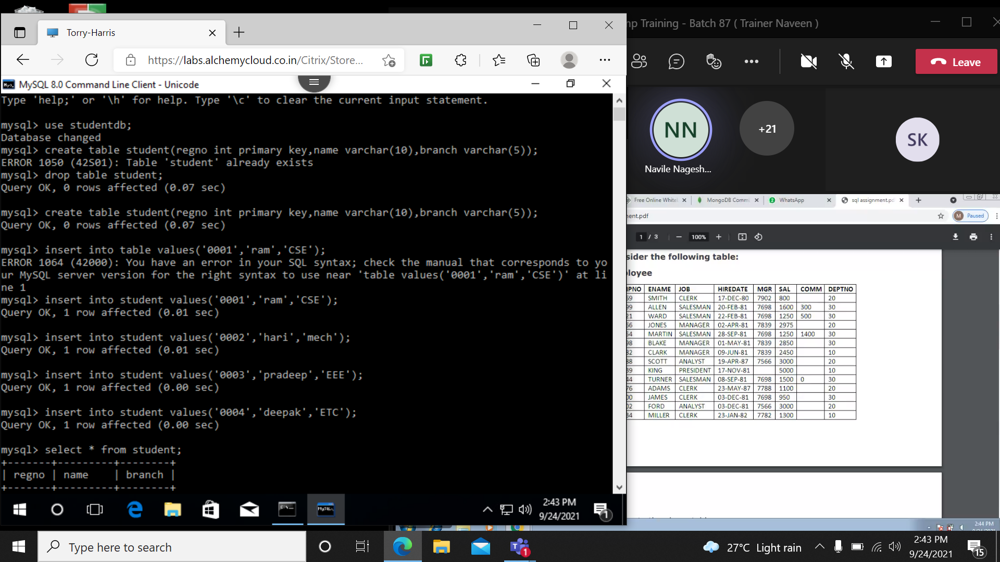 Torry-Harris
https://labs.alchemycloud.co.in/Citrix/Store...
MySQL 8.0 Command Line Client - Unicode
Type 'help;' or '\h' for help. Type '\c' to clear the current input statement.
mysql> use studentdb;
Database changed
mysql> create table student(regno int primary key,name varchar(10),branch varchar(5));
ERROR 1050 (42S01): Table 'student' already exists
mysql> drop table student;
Query OK, 0 rows affected (0.07 sec)
mysql> create table student(regno int primary key,name varchar(10),branch varchar(5));
Query OK, 0 rows affected (0.07 sec)
mysql> insert into table values('0001','ram','CSE');
ERROR 1064 (42000): You have an error in your SQL syntax; check the manual that corresponds to yo
ur MySQL server version for the right syntax to use near 'table values('0001','ram','CSE')' at li
ne 1
mysql> insert into student values('0001','ram','CSE');
Query OK, 1 row affected (0.01 sec)
mysql> insert into student values('0002','hari','mech');
Query OK, 1 row affected (0.01 sec)
mysql> insert into student values('0003','pradeep','EEE');
Query OK, 1 row affected (0.00 sec)
mysql> insert into student values('0004','deepak','ETC');
Query OK, 1 row affected (0.00 sec)
mysql> select * from student;
+-------+---------+--------+
| regno | name    | branch |
+-------+---------+--------+
2:43 PM
9/24/2021
1
mp Training - Batch 87 ( Trainer Naveen )
Leave
NN
+21
SK
Navile Nagesh...
Free Online White
MongoDB Comm
WhatsApp
sql assignment.pd
ment.pdf
M Paused
1 / 3
100%
sider the following table:
loyee
PNO ENAME JOB HIREDATE MGR SAL COMM DEPTNO
69 SMITH CLERK 17-DEC-80 7902 800 20
99 ALLEN SALESMAN 20-FEB-81 7698 1600 300 30
21 WARD SALESMAN 22-FEB-81 7698 1250 500 30
66 JONES MANAGER 02-APR-81 7839 2975 20
54 MARTIN SALESMAN 28-SEP-81 7698 1250 1400 30
98 BLAKE MANAGER 01-MAY-81 7839 2850 30
82 CLARK MANAGER 09-JUN-81 7839 2450 10
88 SCOTT ANALYST 19-APR-87 7566 3000 20
39 KING PRESIDENT 17-NOV-81 5000 10
44 TURNER SALESMAN 08-SEP-81 7698 1500 0 30
76 ADAMS CLERK 23-MAY-87 7788 1100 20
00 JAMES CLERK 03-DEC-81 7698 950 30
02 FORD ANALYST 03-DEC-81 7566 3000 20
34 MILLER CLERK 23-JAN-82 7782 1300 10
2:44 PM
Type here to search
1
27°C Light rain
2:43 PM
9/24/2021
15